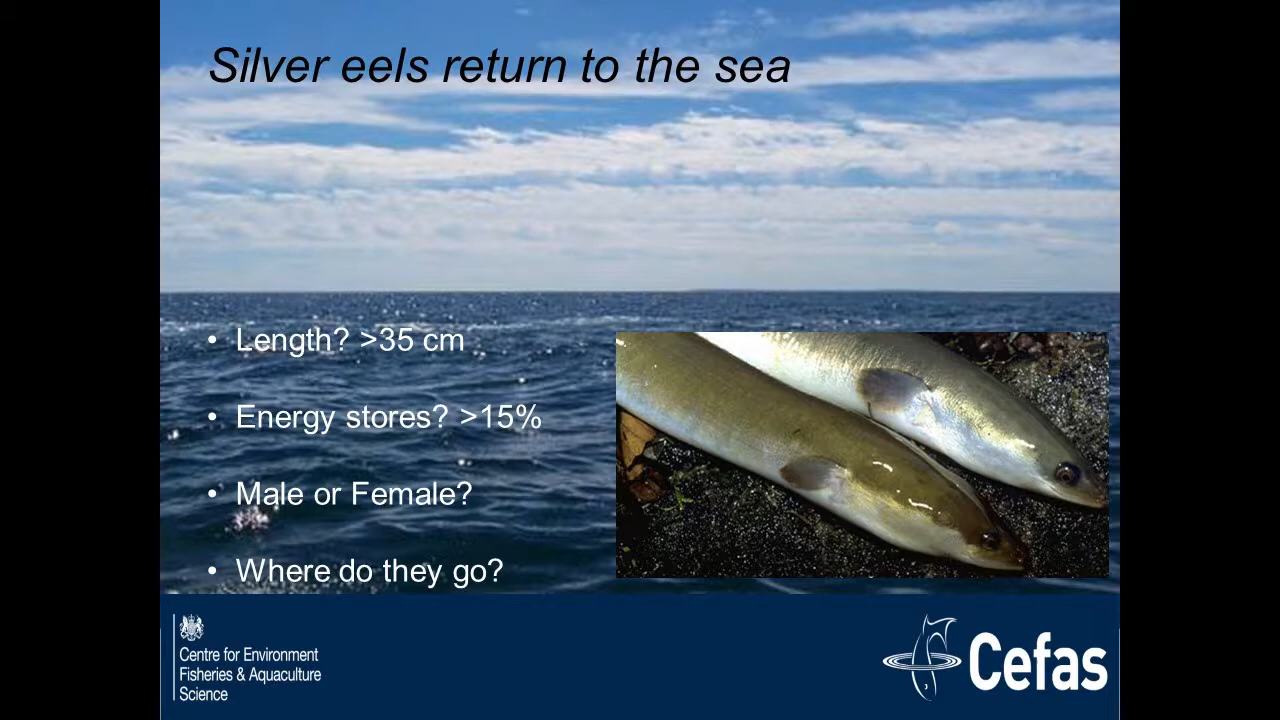 Silver eels return to the sea
• Length? >35 cm
• Energy stores? >15%
• Male or Female?
• Where do they go?
Centre for Environment
Fisheries & Aquaculture
Science
Cefas